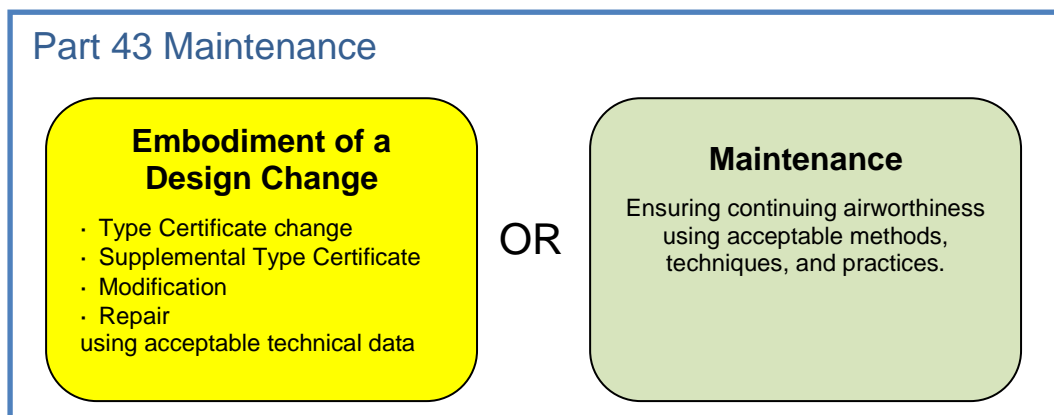 Part 43 Maintenance
Embodiment of a
Design Change
· Type Certificate change
· Supplemental Type Certificate
· Modification
· Repair
using acceptable technical data
OR
Maintenance
Ensuring continuing airworthiness
using acceptable methods,
techniques, and practices.